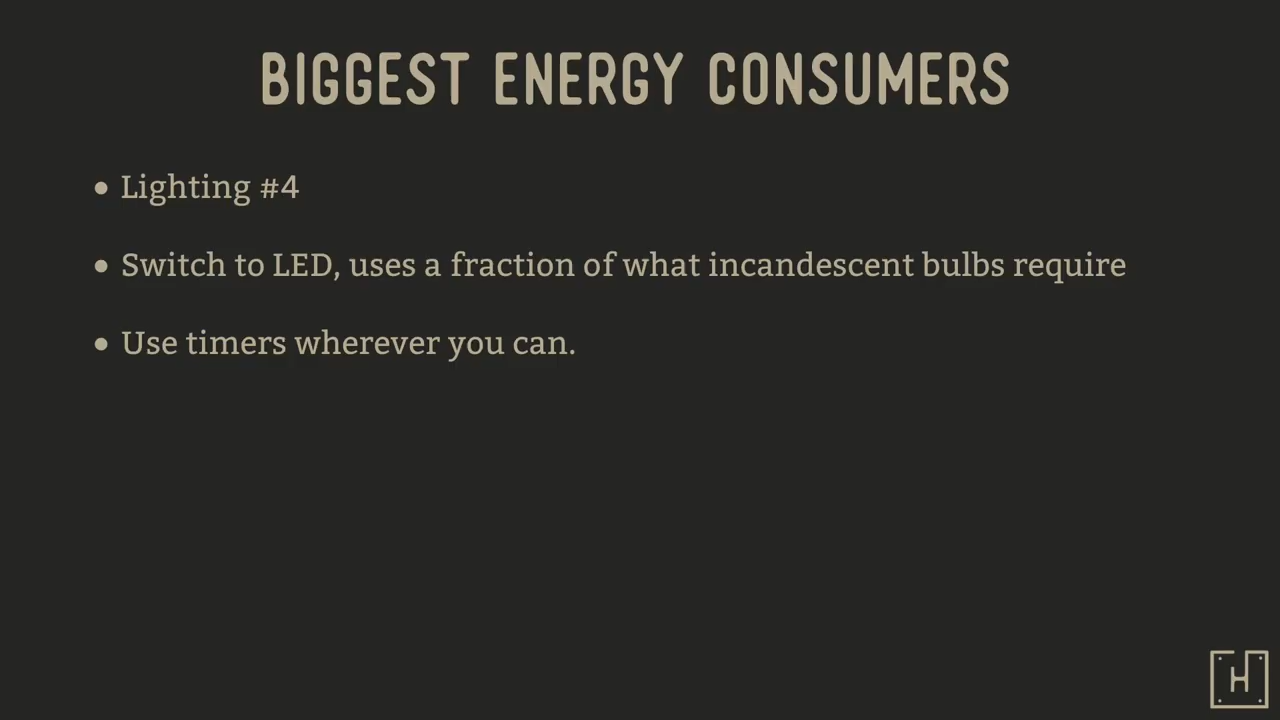 BIGGEST ENERGY CONSUMERS
• Lighting #4
• Switch to LED, uses a fraction of what incandescent bulbs require
• Use timers wherever you can.
H